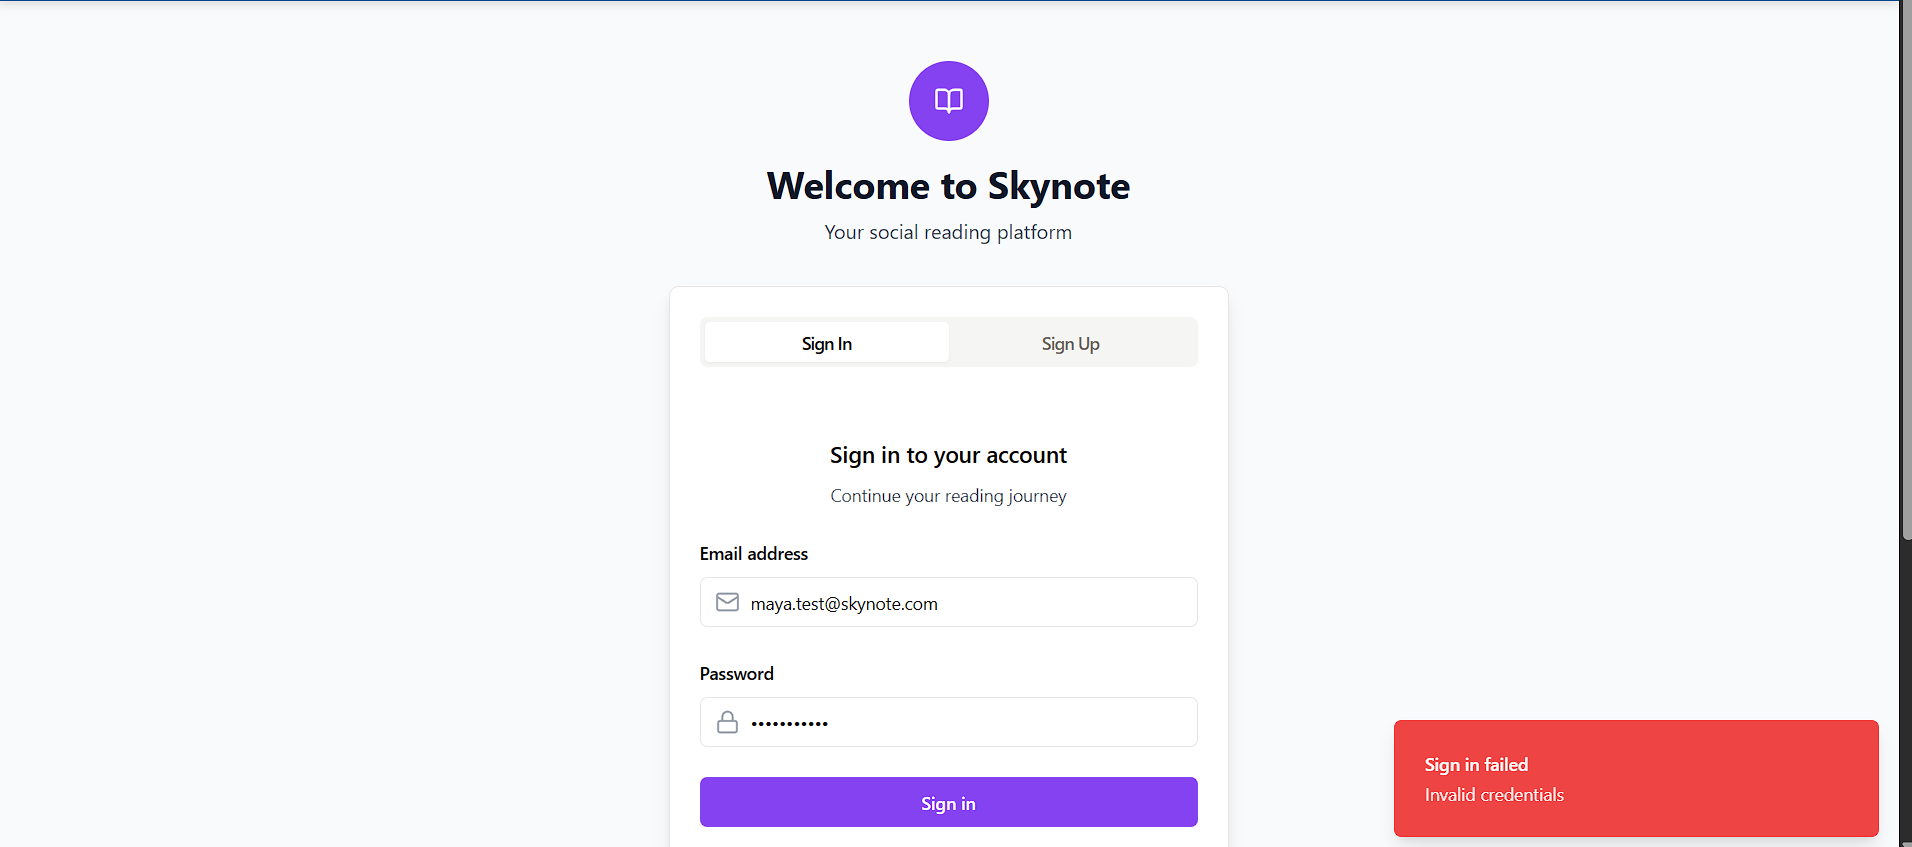 Welcome to Skynote
Your social reading platform
Sign In
Sign Up
Sign in to your account
Continue your reading journey
Email address
maya.test@skynote.com
Password
•••••••••••
Sign in
Sign in failed
Invalid credentials